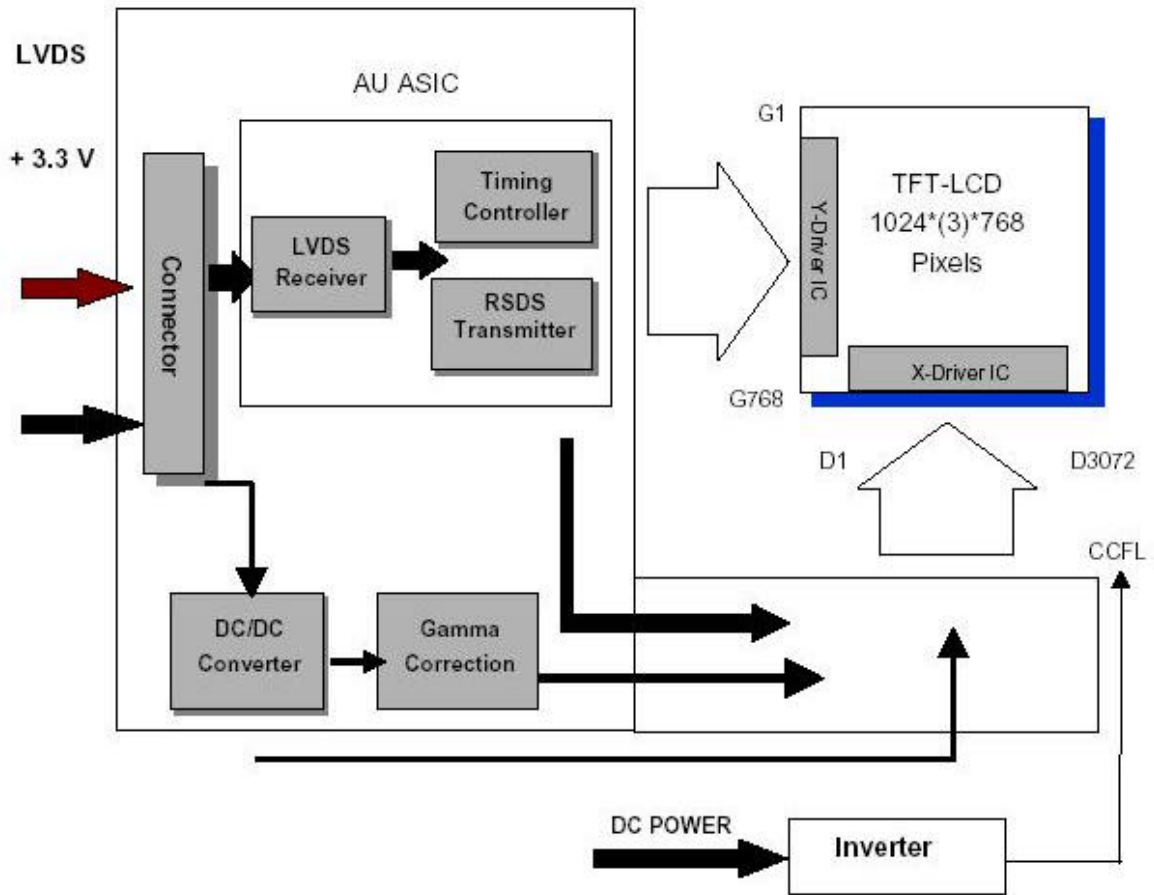 LVDS
+ 3.3 V
AU ASIC
Connector
LVDS
Receiver
Timing
Controller
RSDS
Transmitter
DC/DC
Converter
Gamma
Correction
G1
G768
Y-Driver IC
TFT-LCD
1024*(3)*768
Pixels
X-Driver IC
D1
D3072
CCFL
DC POWER
Inverter